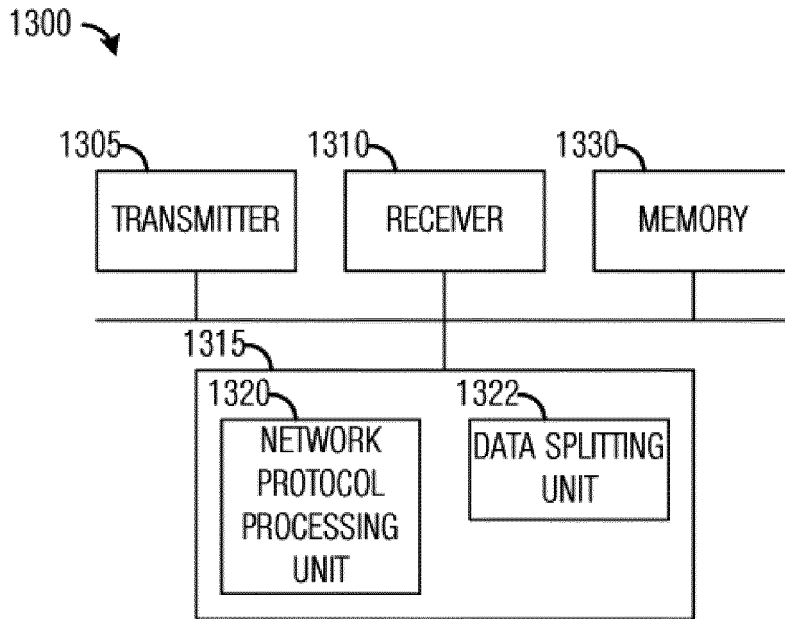 1300
1305
1310
1330
TRANSMITTER
RECEIVER
MEMORY
1315
1320
1322
NETWORK
PROTOCOL
PROCESSING
UNIT
DATA SPLITTING
UNIT